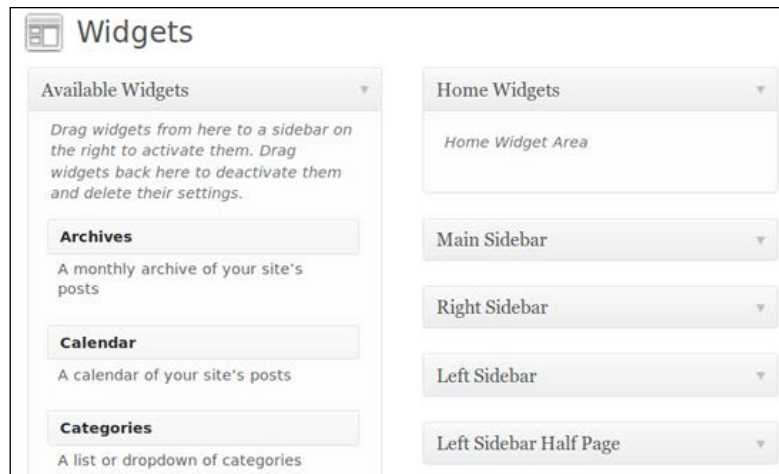 Widgets
Available Widgets
Drag widgets from here to a sidebar on
the right to activate them. Drag
widgets back here to deactivate them
and delete their settings.
Archives
A monthly archive of your site's
posts
Calendar
A calendar of your site's posts
Categories
A list or dropdown of categories
Home Widgets
Home Widget Area
Main Sidebar
Right Sidebar
Left Sidebar
Left Sidebar Half Page